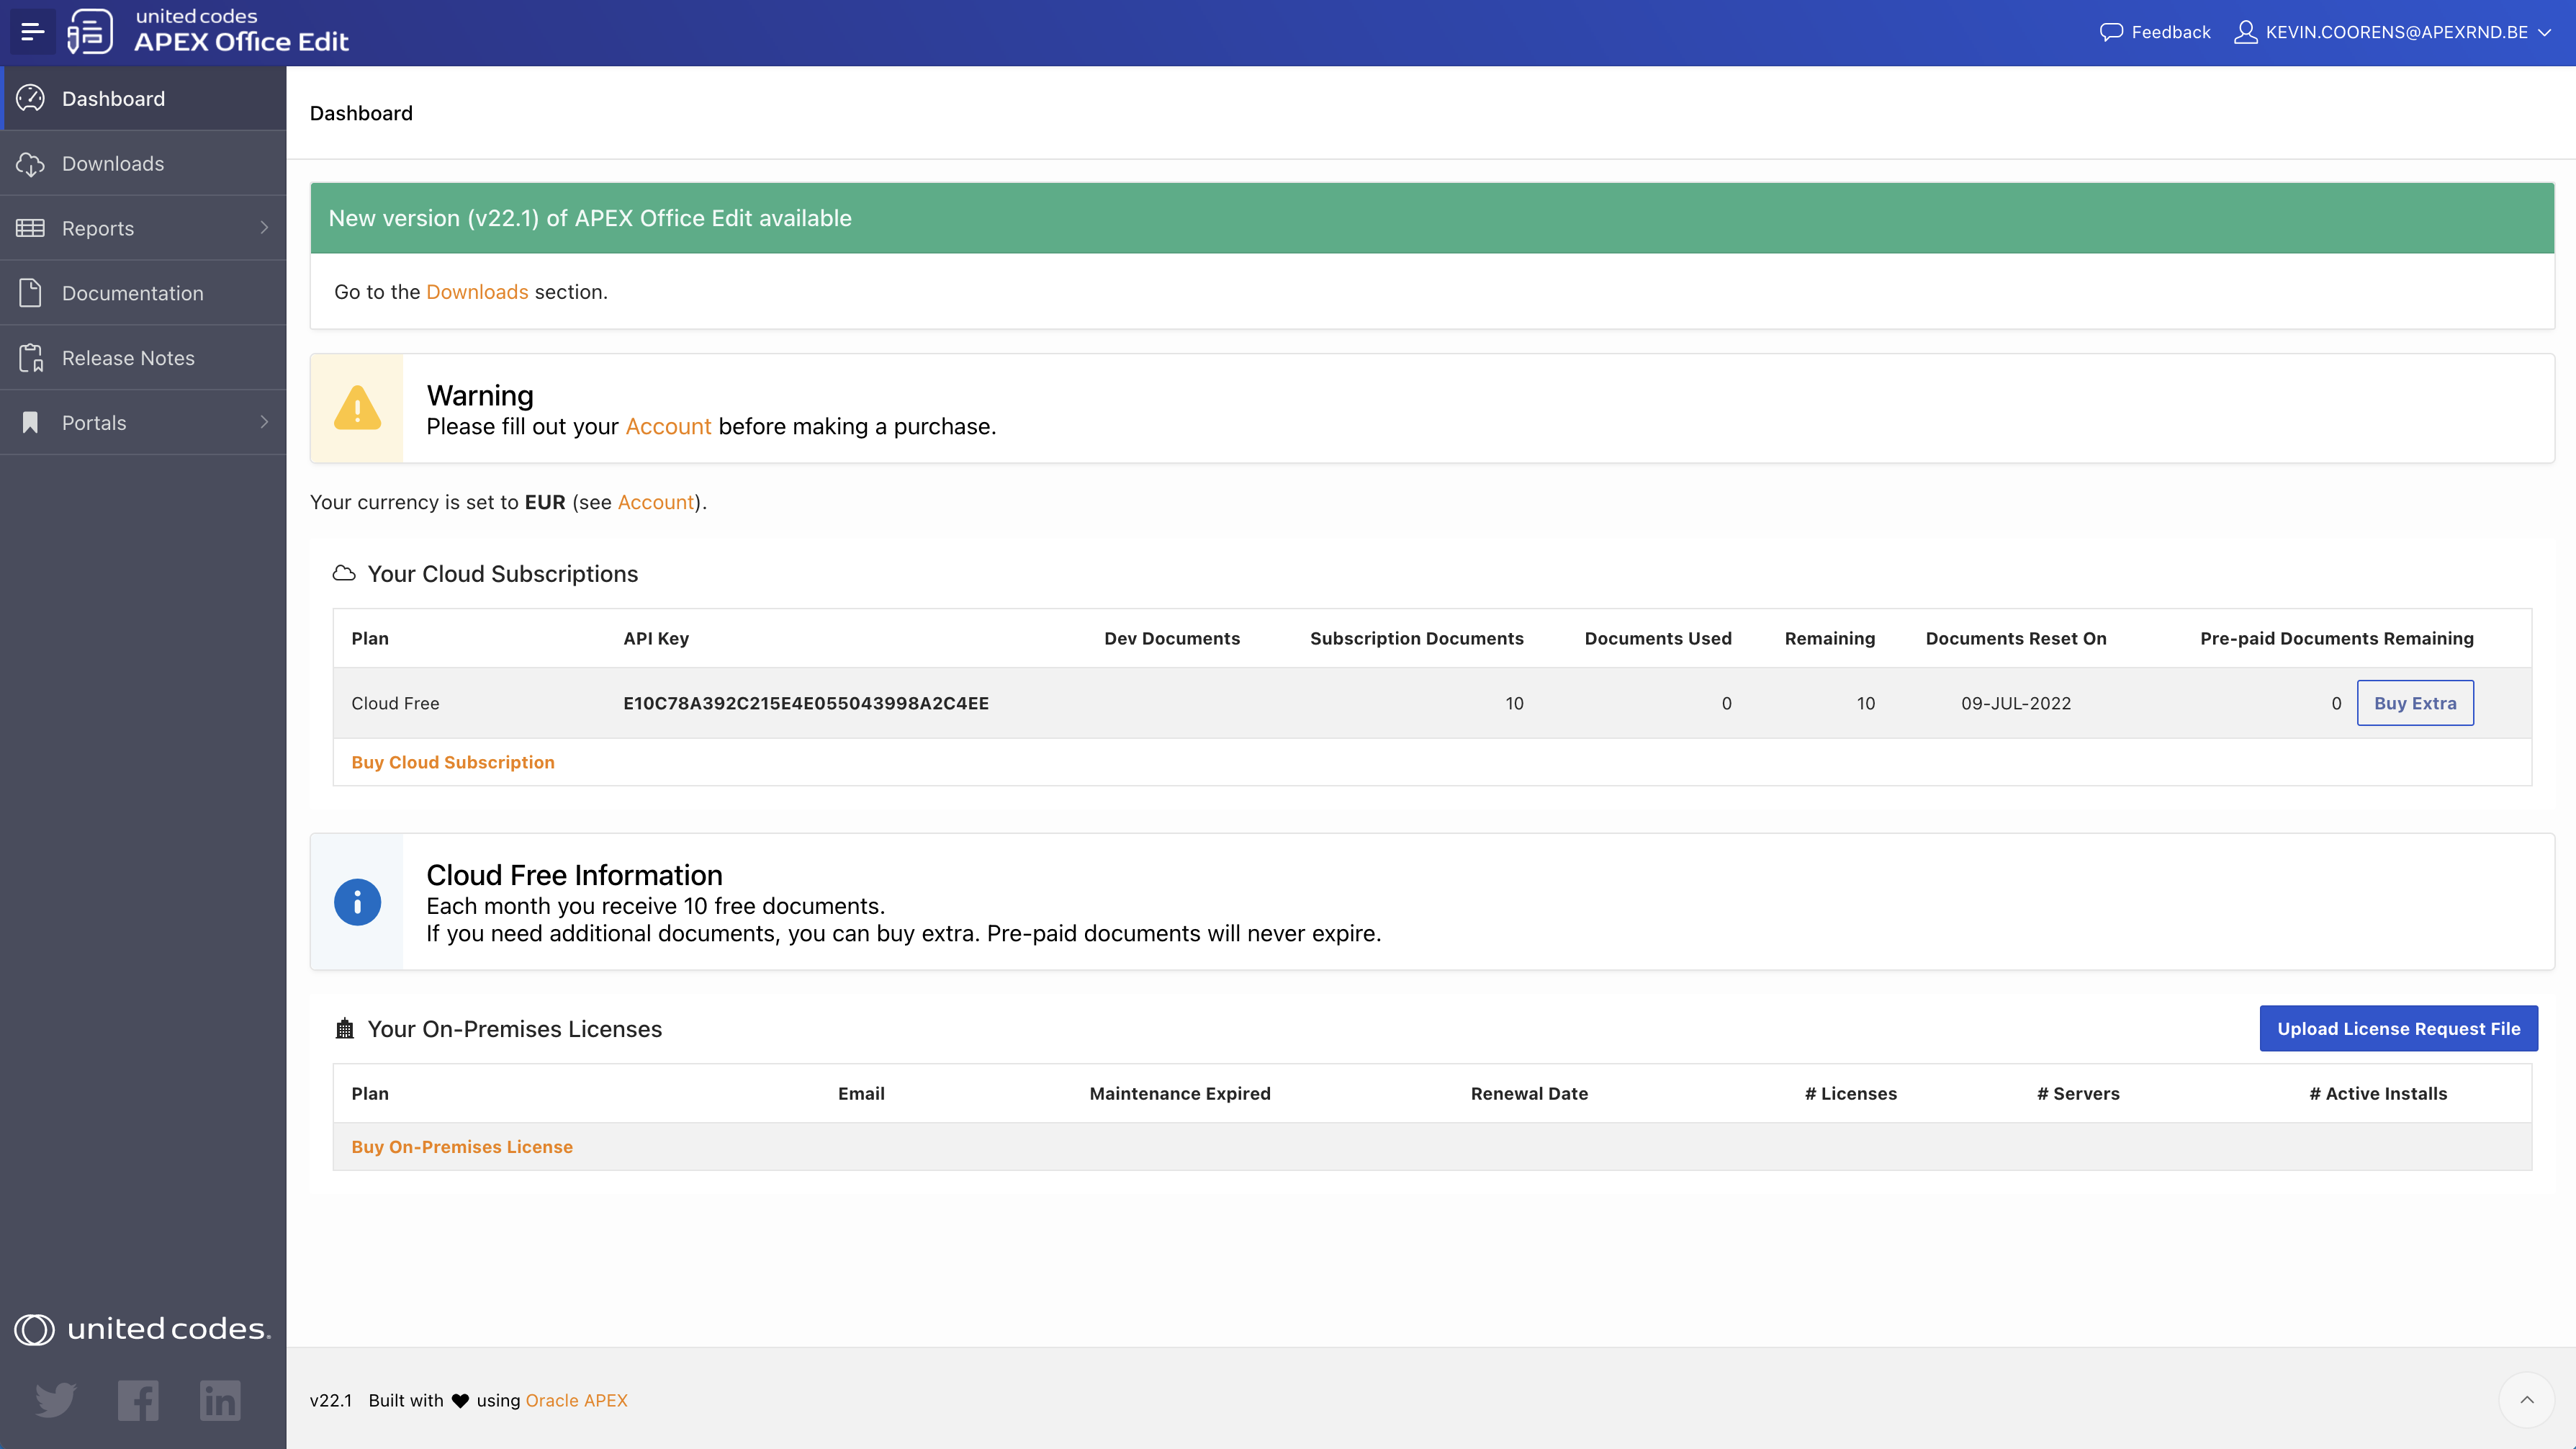 united codes
APEX Office Edit
Feedback
KEVIN.COORENS@APEXRND.BE
Dashboard
Downloads
Reports
Documentation
Release Notes
Portals
united codes.
Dashboard
New version (v22.1) of APEX Office Edit available
Go to the Downloads section.
Warning
Please fill out your Account before making a purchase.
Your currency is set to EUR (see Account).
Your Cloud Subscriptions
Plan API Key Dev Documents Subscription Documents Documents Used Remaining Documents Reset On Pre-paid Documents Remaining
Cloud Free E10C78A392C215E4E055043998A2C4EE 10 0 10 09-JUL-2022 0 Buy Extra
Buy Cloud Subscription
Cloud Free Information
Each month you receive 10 free documents.
If you need additional documents, you can buy extra. Pre-paid documents will never expire.
Your On-Premises Licenses
Upload License Request File
Plan Email Maintenance Expired Renewal Date # Licenses # Servers # Active Installs
Buy On-Premises License
v22.1 Built with ♥ using Oracle APEX